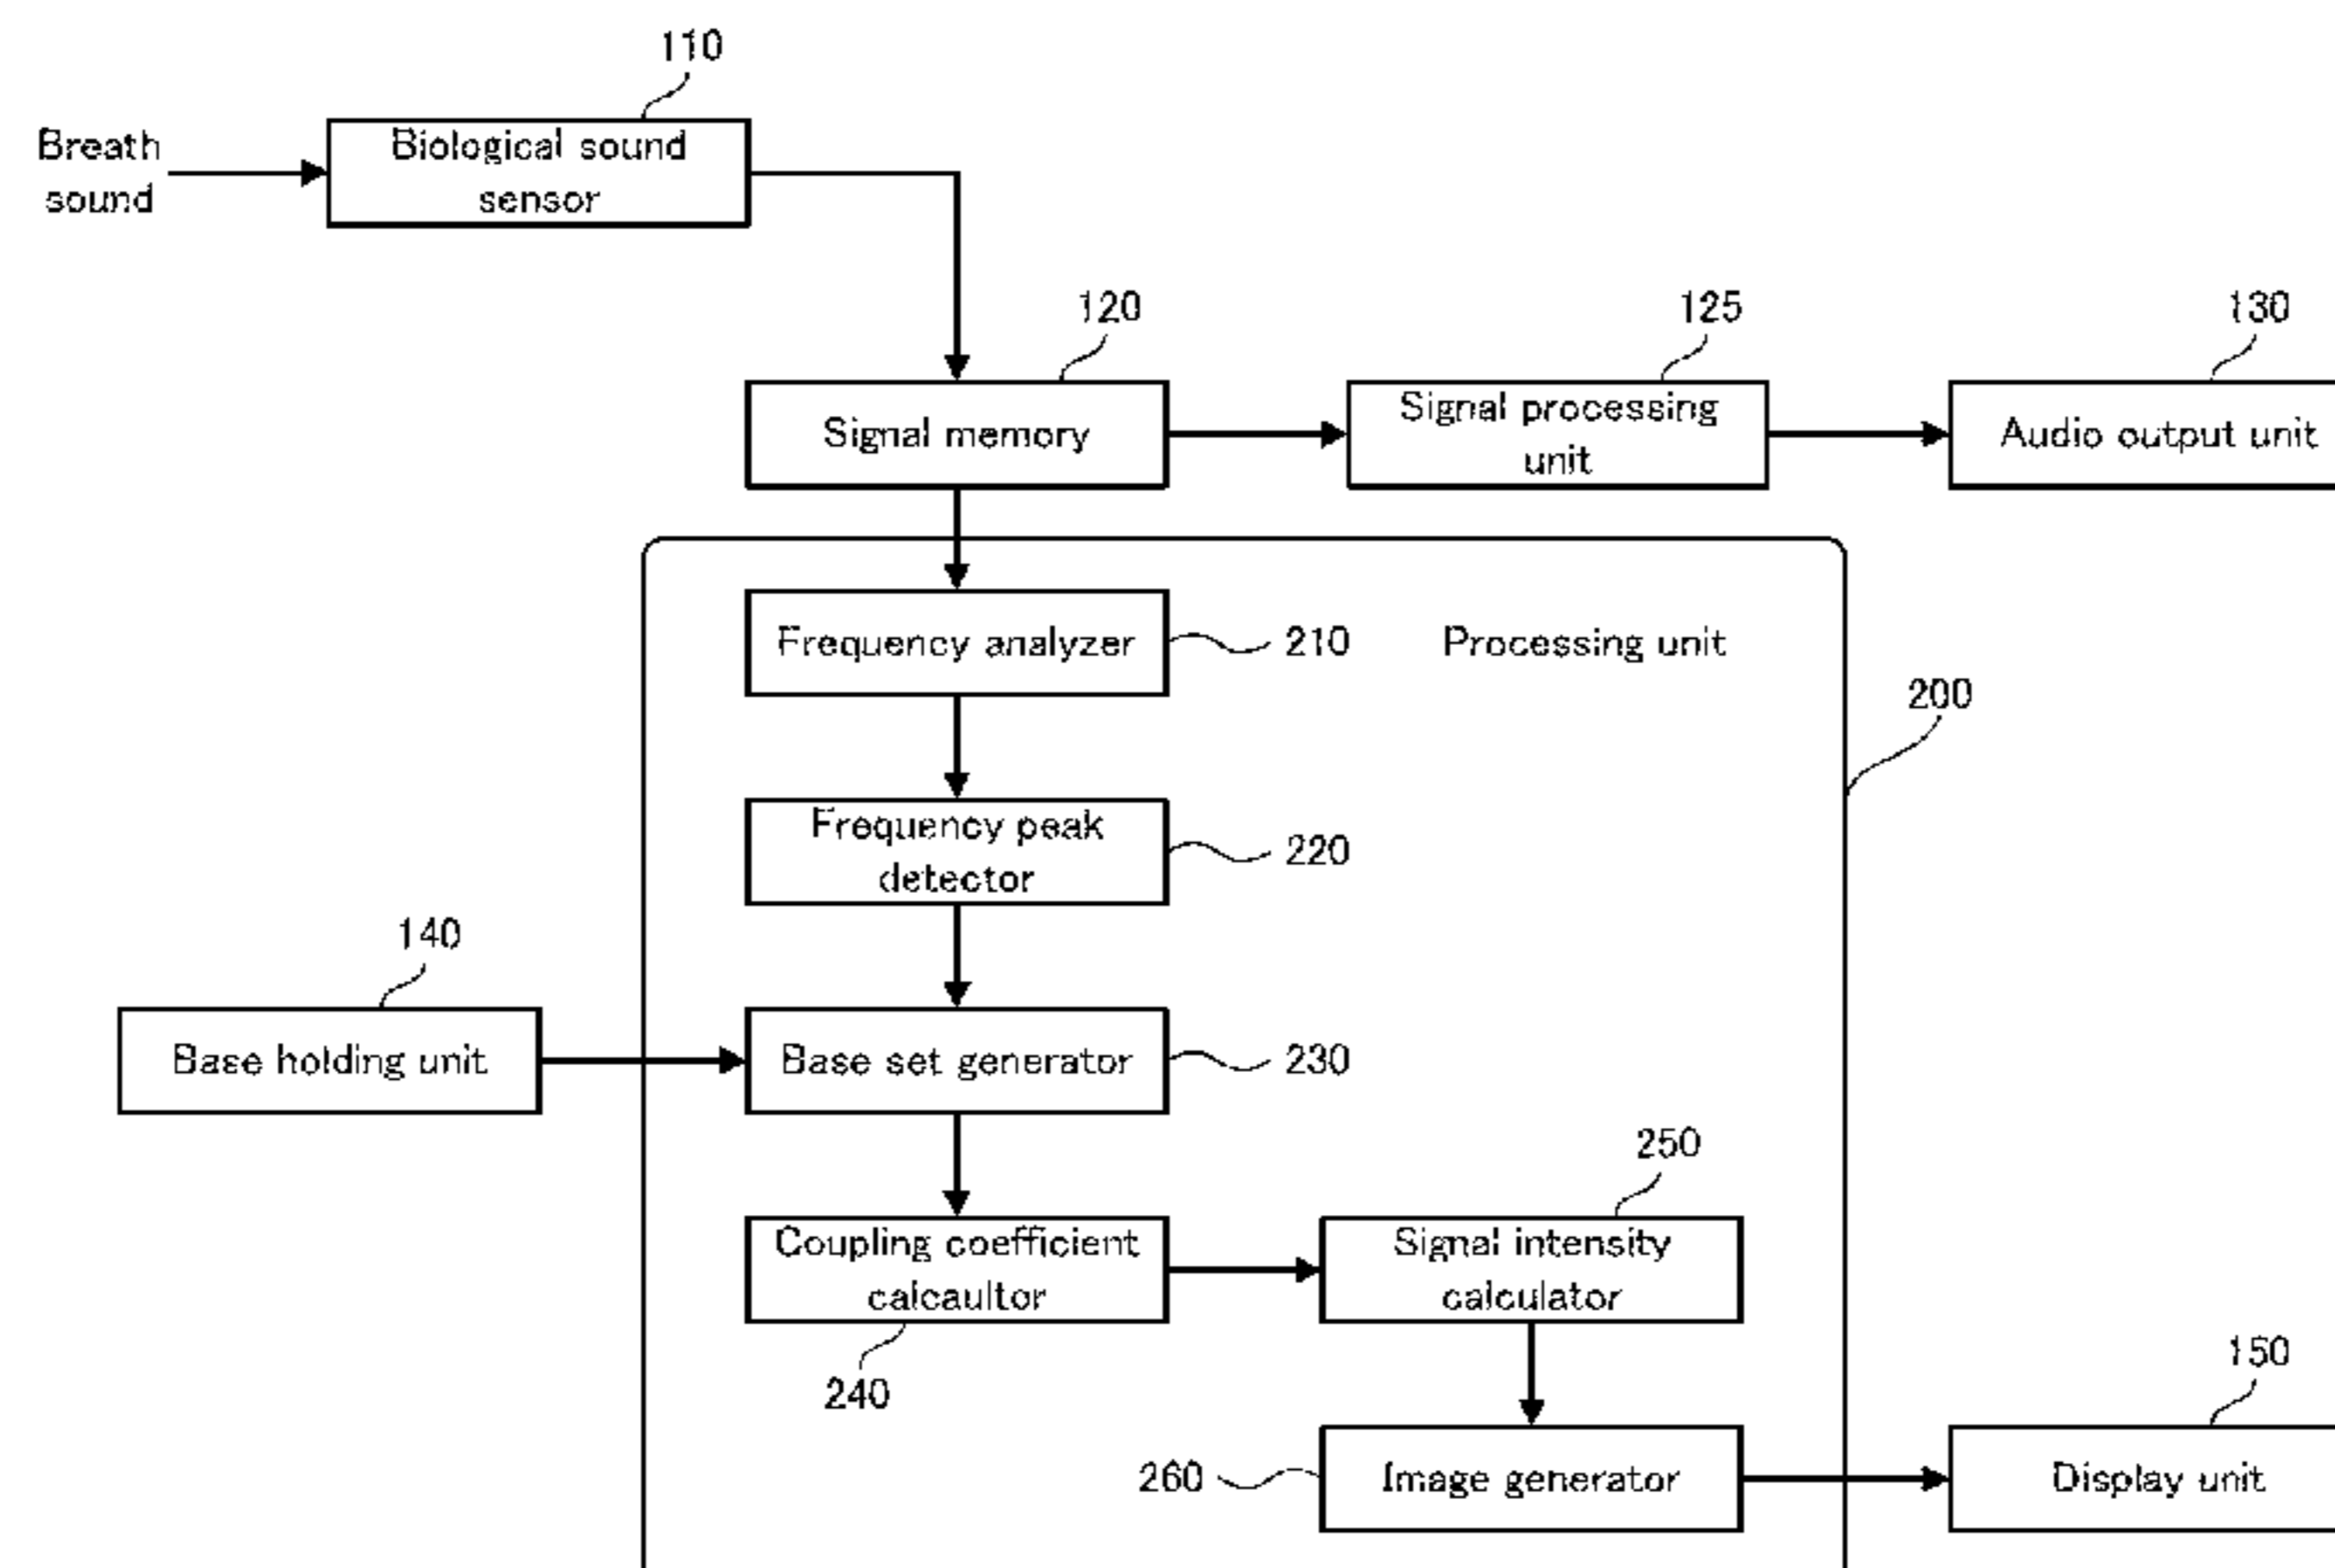 110
Breath
sound
Biological sound
sensor
120
125
130
Signal memory
Signal processing
unit
Audio output unit
Frequency analyzer
210
Processing unit
200
Frequency peak
detector
220
140
Base holding unit
Base set generator
230
250
Coupling coefficient
calcaultor
Signal intensity
calculator
240
150
260
Image generator
Display unit